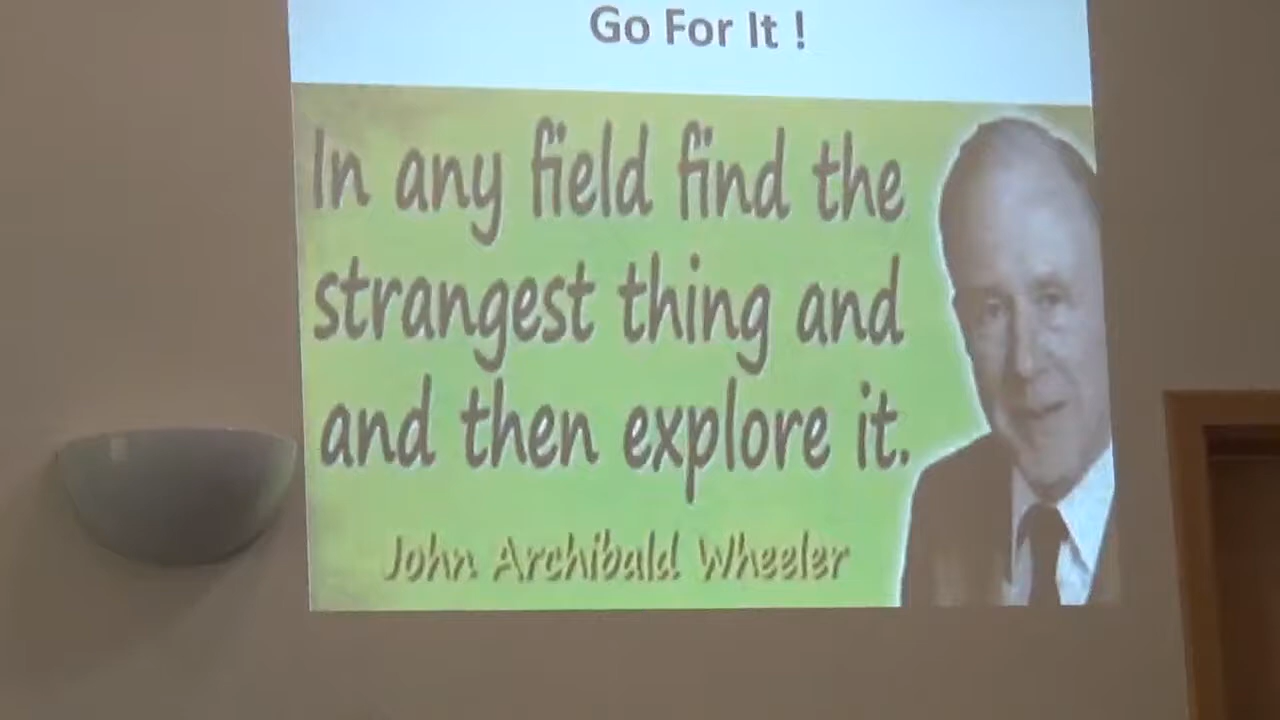 Go For It !
In any field find the
strangest thing and
and then explore it.
John Archibald Wheeler